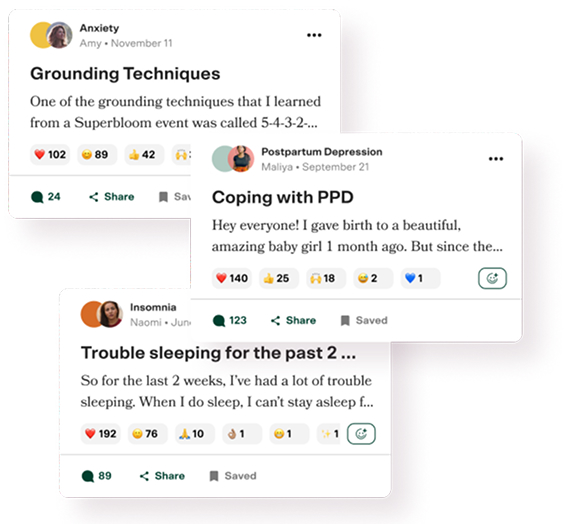 Anxiety
Amy • November 11
Grounding Techniques
One of the grounding techniques that I learned
from a Superbloom event was called 5-4-3-2-...
102 89 42
24 Share
Postpartum Depression
Maliya • September 21
Coping with PPD
Hey everyone! I gave birth to a beautiful,
amazing baby girl 1 month ago. But since the...
140 25 18 2 1
123 Share Saved
Insomnia
Naomi •
Trouble sleeping for the past 2 ...
So for the last 2 weeks, I’ve had a lot of trouble
sleeping. When I do sleep, I can’t stay asleep f...
192 76 10 1 1 1
89 Share Saved